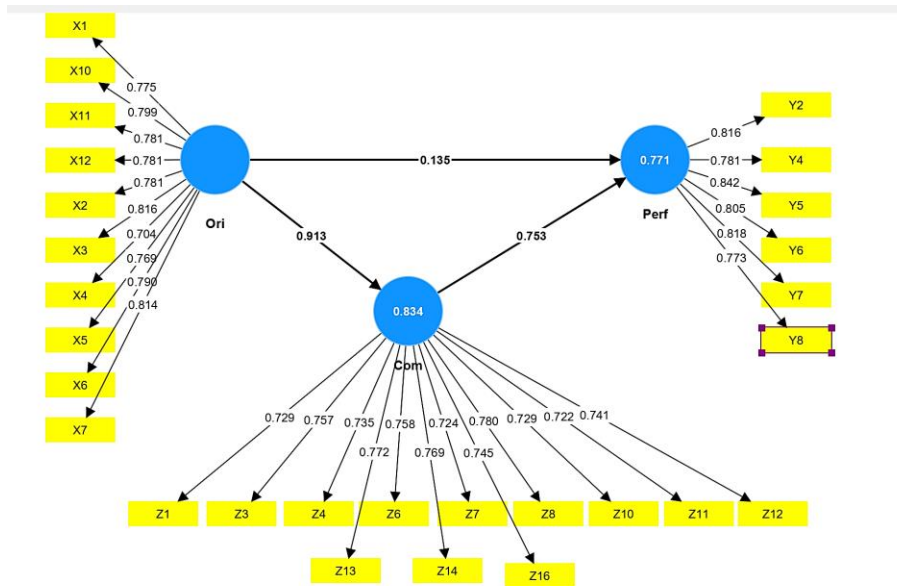 X1
X10
X11
X12
X2
X3
X4
X5
X6
X7
0.775
0.799
0.781
0.781
0.781
0.816
0.704
0.769
0.790
0.814
Ori
0.135
0.913
0.753
0.771
Perf
0.834
Com
0.816
0.781
0.842
0.805
0.818
0.773
Y2
Y4
Y5
Y6
Y7
Y8
0.729
0.757
0.735
0.758
0.724
0.780
0.729
0.722
0.741
0.772
0.769
0.745
Z1
Z3
Z4
Z6
Z7
Z8
Z10
Z11
Z12
Z13
Z14
Z16